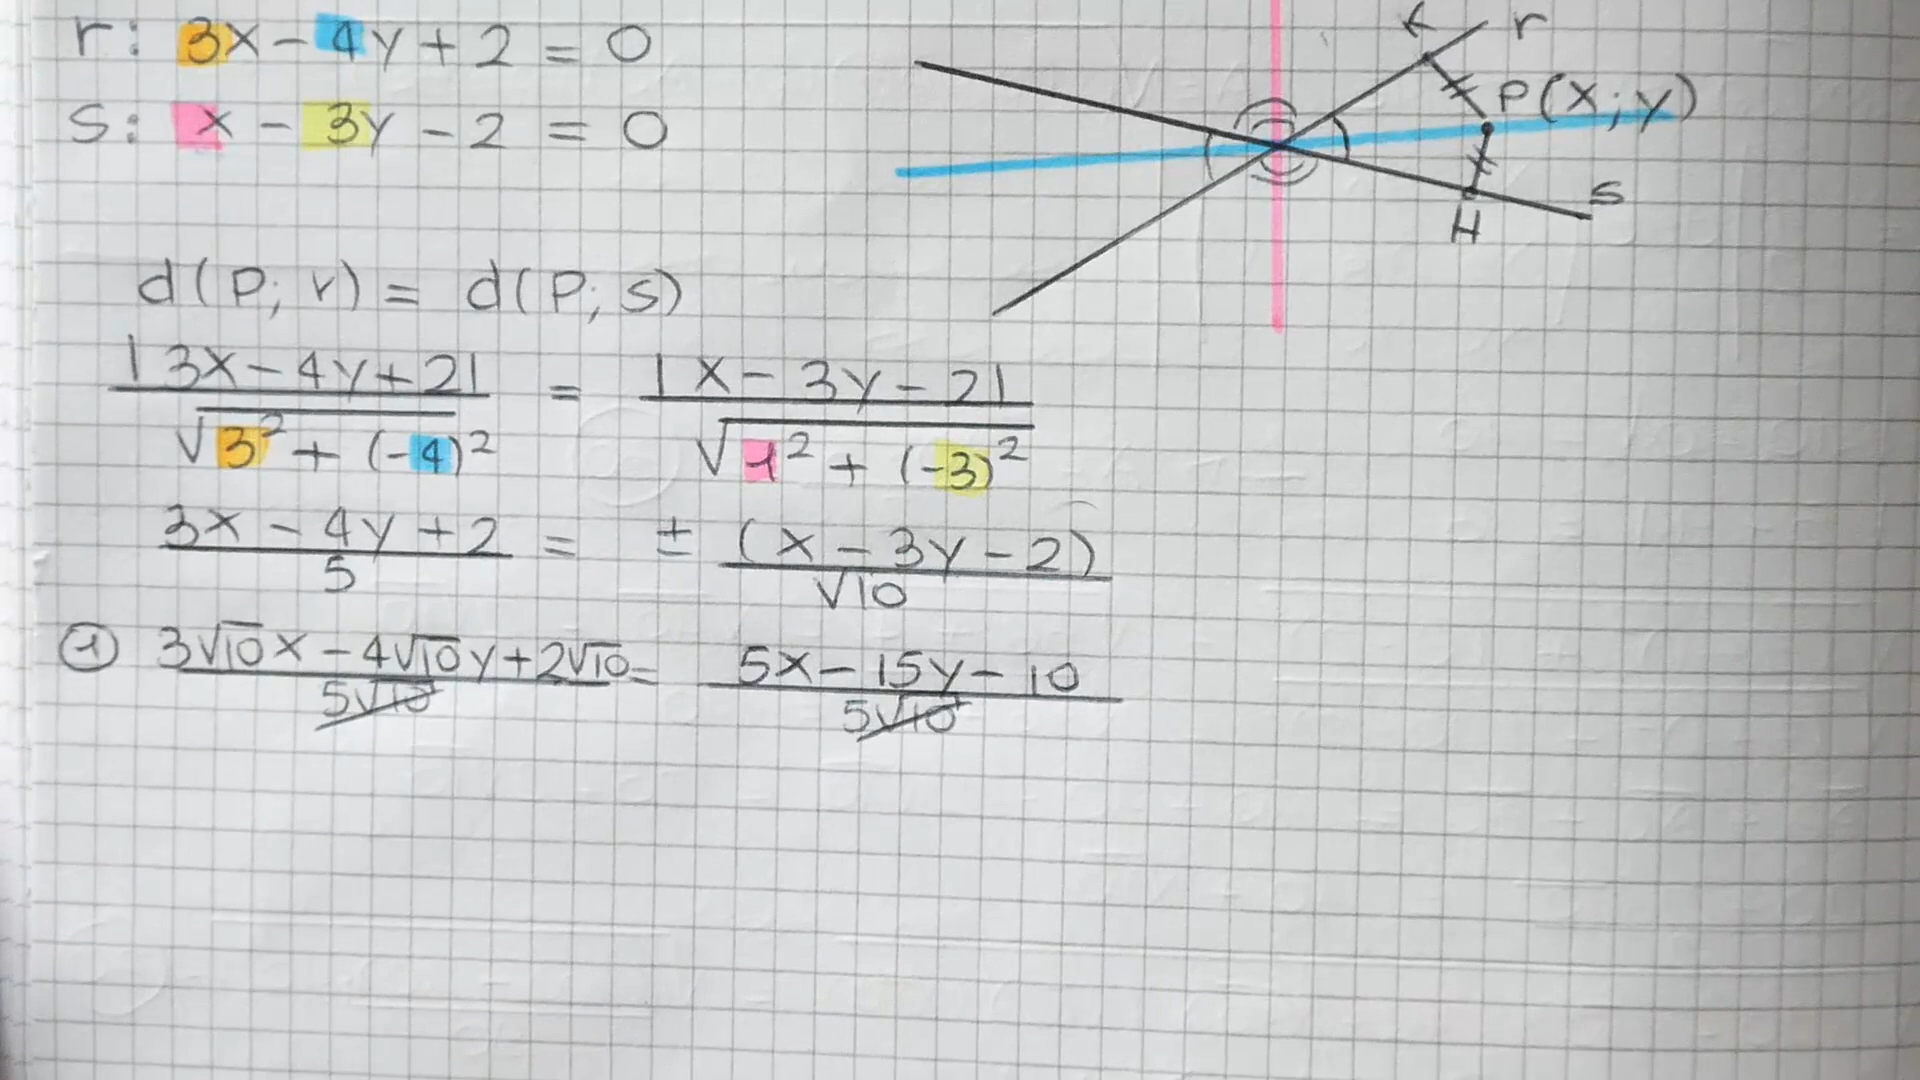 r: 3x - 4y + 2 = 0
s: x - 3y - 2 = 0
K
r
P(x; y)
s
H
d(P; r) = d(P; s)
|3x - 4y + 2| / √3² + (-4)² = |x - 3y - 2| / √1² + (-3)²
3x - 4y + 2 / 5 = ± (x - 3y - 2) / √10
① 3√10x - 4√10y + 2√10 / 5√10 = 5x - 15y - 10 / 5√10